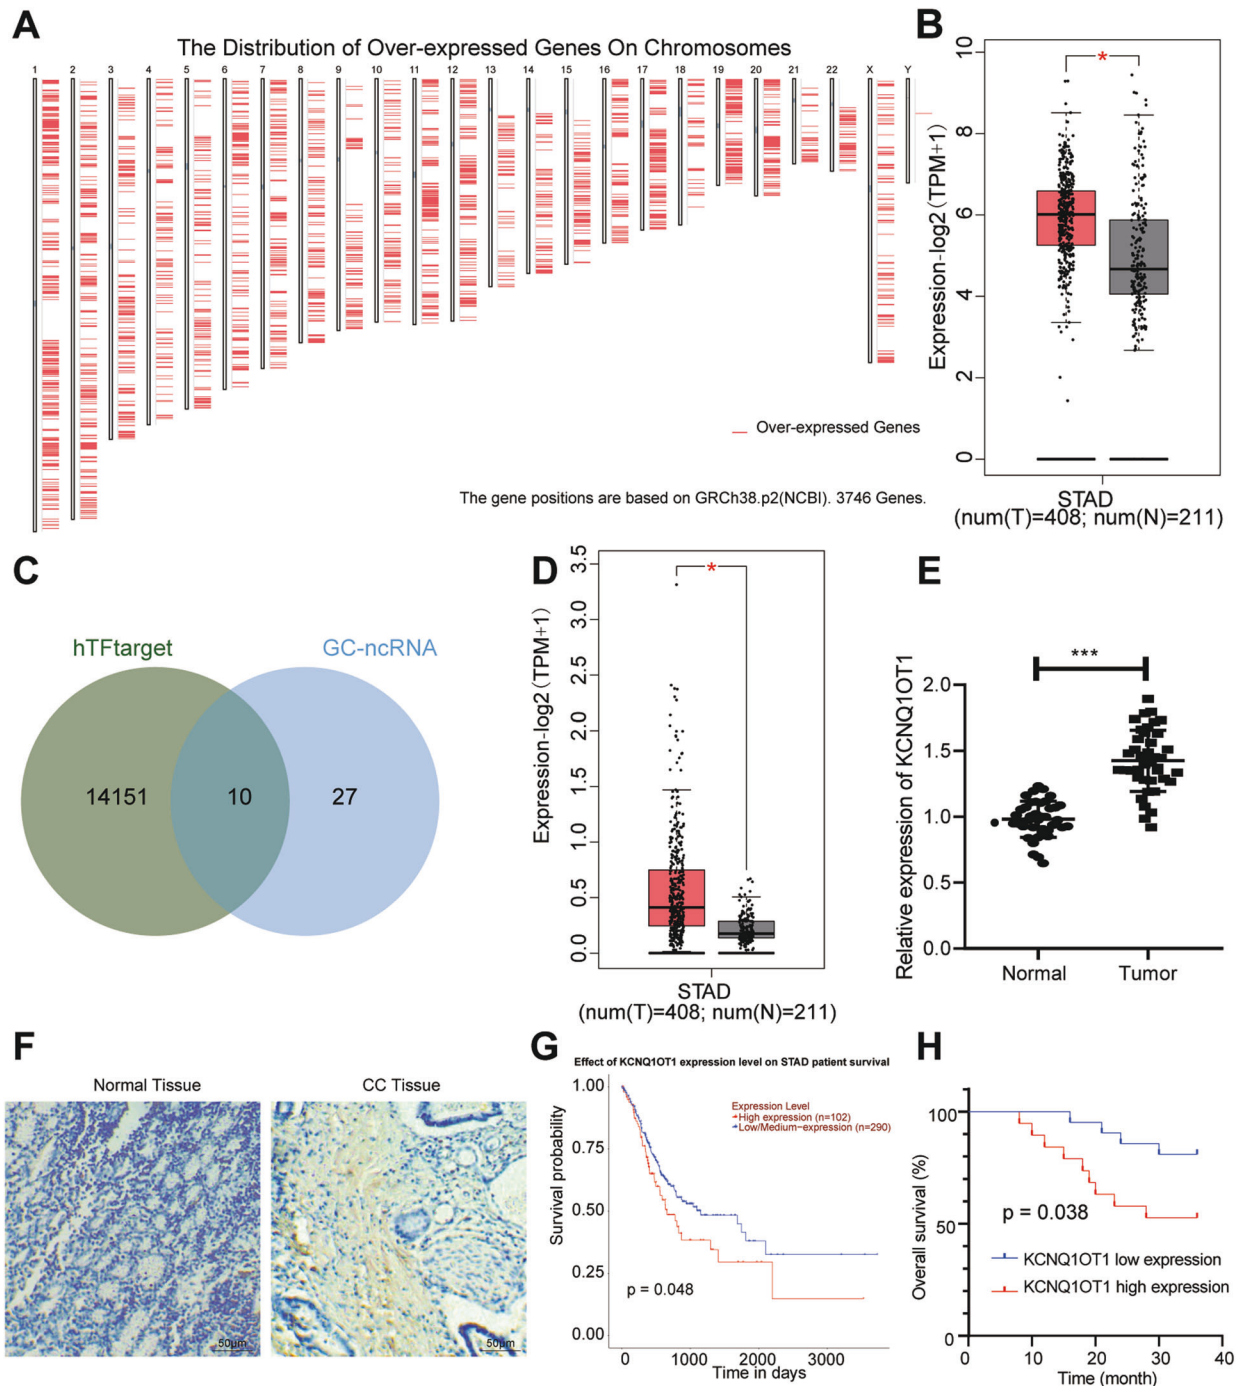 A
The Distribution of Over-expressed Genes On Chromosomes
1 2 3 4 5 6 7 8 9 10 11 12 13 14 15 16 17 18 19 20 21 22 X Y
Over-expressed Genes
The gene positions are based on GRCh38.p2(NCBI). 3746 Genes.
B
Expression-log2(TPM+1)
10
8
6
4
2
0
*
STAD
(num(T)=408; num(N)=211)
C
hTFtarget
GC-ncRNA
14151
10
27
D
Expression-log2(TPM+1)
3.5
3.0
2.5
2.0
1.5
1.0
0.5
0.0
*
STAD
(num(T)=408; num(N)=211)
E
Relative expression of KCNQ1OT1
***
2.0
1.5
1.0
0.5
0.0
Normal
Tumor
F
Normal Tissue
CC Tissue
50μm
50μm
G
Effect of KCNQ1OT1 expression level on STAD patient survival
Survival probability
1.00
0.75
0.50
0.25
0.00
Expression Level
High expression (n=102)
Low/Medium-expression (n=290)
p = 0.048
0 1000 2000 3000
Time in days
H
Overall survival (%)
100
50
0
p = 0.038
KCNQ1OT1 low expression
KCNQ1OT1 high expression
0 10 20 30 40
Time (month)